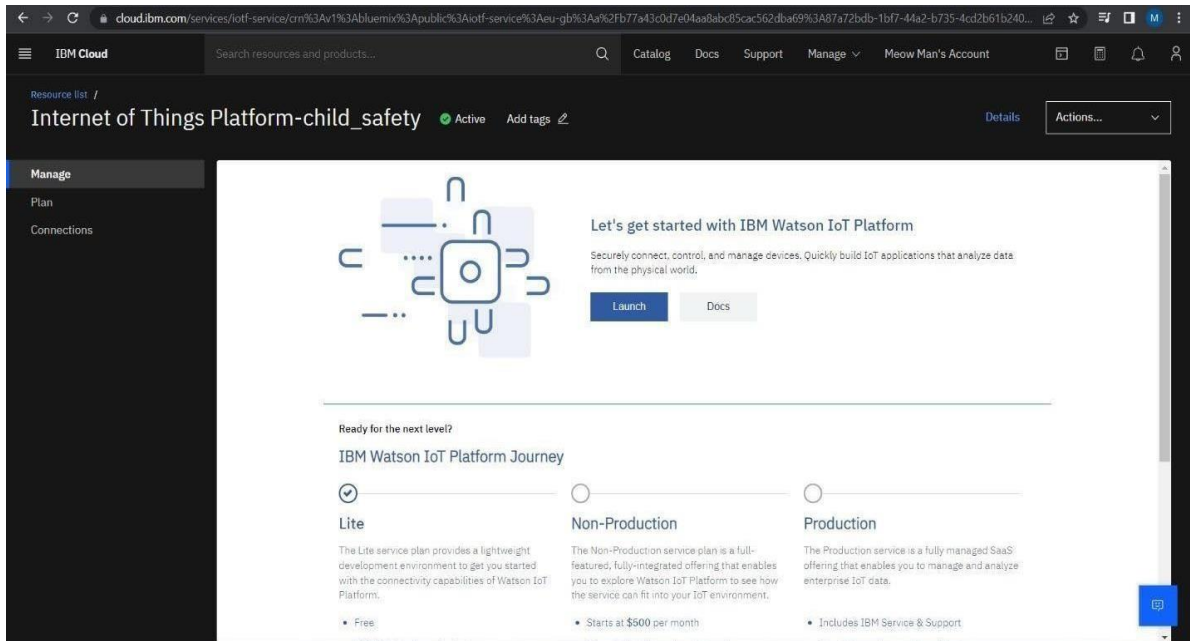 cloud.ibm.com/services/iotf-service/crn%3Av1%3Abluemix%3Apublic%3Aiotf-service%3Aeu-gb%3Aa%2Fb77a43c0d7e04aa8abc85cac562dba69%3A87a72bdb-1bf7-44a2-b735-4cd2b61b240...
M
IBM Cloud
Search resources and products...
Catalog
Docs
Support
Manage
Meow Man's Account
Resource list /
Internet of Things Platform-child_safety
Active
Add tags
Details
Actions...
Manage
Plan
Connections
Let's get started with IBM Watson IoT Platform
Securely connect, control, and manage devices. Quickly build IoT applications that analyze data
from the physical world.
Launch
Docs
Ready for the next level?
IBM Watson IoT Platform Journey
Lite
The Lite service plan provides a lightweight
development environment to get you started
with the connectivity capabilities of Watson IoT
Platform.
• Free
Non-Production
The Non-Production service plan is a full-
featured, fully-integrated offering that enables
you to explore Watson IoT Platform to see how
the service can fit into your IoT environment.
• Starts at $500 per month
Production
The Production service is a fully managed SaaS
offering that enables you to manage and analyze
enterprise IoT data.
• Includes IBM Service & Support